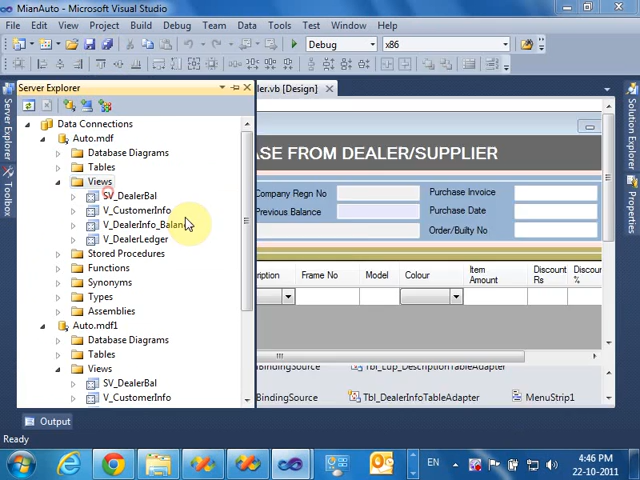 MianAuto - Microsoft Visual Studio
File Edit View Project Build Debug Team Data Tools Test Window Help
Debug x86
Server Explorer
ler.vb [Design]
Server Explorer
Toolbox
Data Connections
Auto.mdf
Database Diagrams
Tables
Views
SV_DealerBal
V_CustomerInfo
V_DealerInfo_Balan
V_DealerLedger
Stored Procedures
Functions
Synonyms
Types
Assemblies
Auto.mdf1
Database Diagrams
Tables
Views
SV_DealerBal
V_CustomerInfo
ASE FROM DEALER/SUPPLIER
Company Regn No Purchase Invoice
Previous Balance Purchase Date
Order/Builty No
ription Frame No Model Colour Item Amount Discount Rs Discou %
BindingSource Tbl_Lup_DescriptionTableAdapter
BindingSource Tbl_DealerInfoTableAdapter MenuStrip1
Solution Explorer
Properties
Output
Ready
EN 4:46 PM
22-10-2011